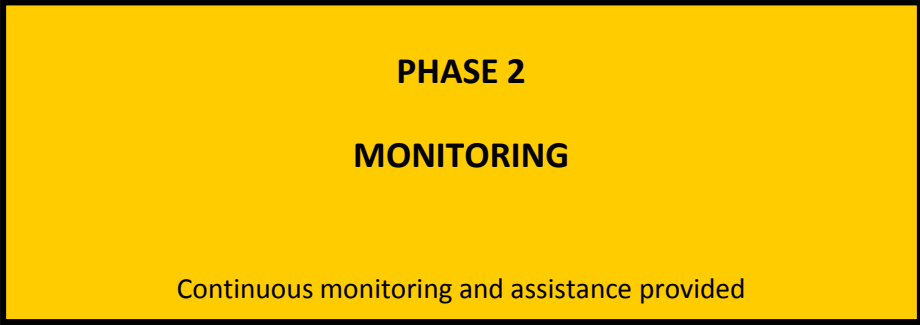 PHASE 2
MONITORING
Continuous monitoring and assistance provided